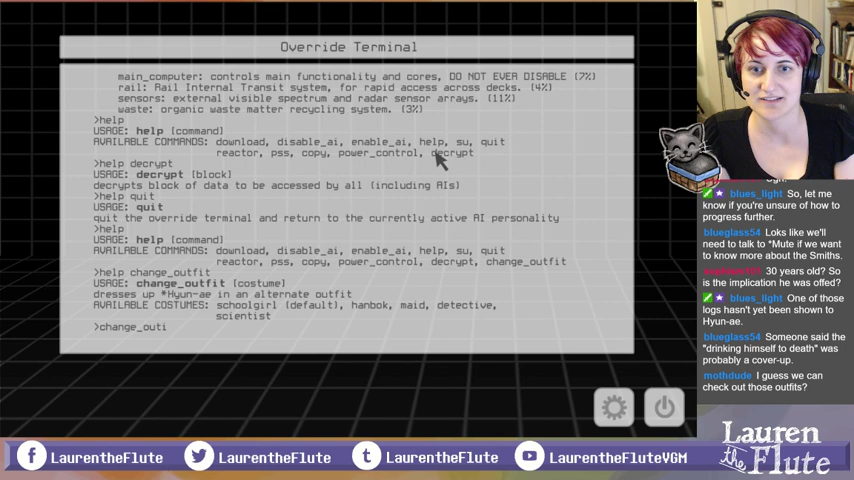 Override Terminal
main_computer: controls main functionality and cores, DO NOT EVER DISABLE (7%)
rail: Rail Internal Transit system, for rapid access across decks. (4%)
sensors: external visible spectrum and radar sensor arrays. (11%)
waste: organic waste matter recycling system. (3%)
>help
USAGE: help [command]
AVAILABLE COMMANDS: download, disable_ai, enable_ai, help, su, quit
reactor, pss, copy, power_control, decrypt
>help decrypt
USAGE: decrypt [block]
decrypts block of data to be accessed by all (including AIs)
>help quit
USAGE: quit
quit the override terminal and return to the currently active AI personality
>help
USAGE: help [command]
AVAILABLE COMMANDS: download, disable_ai, enable_ai, help, su, quit
reactor, pss, copy, power_control, decrypt, change_outfit
>help change_outfit
USAGE: change_outfit [costume]
dresses up *Hyun-ae in an alternate outfit
AVAILABLE COSTUMES: schoolgirl (default), hanbok, maid, detective,
scientist
>change_outi
blues_light So, let me
know if you're unsure of how to
progress further.
blueglass54 Loks like we'll
need to talk to *Mute if we want
to know more about the Smiths.
30 years old? So
is the implication he was offed?
blues_light One of those
logs hasn't yet been shown to
Hyun-ae.
blueglass54 Someone said the
"drinking himself to death" was
probably a cover-up.
mothdude I guess we can
check out those outfits?
Lauren
the Flute
LaurentheFlute
LaurentheFlute
LaurentheFlute
LaurentheFluteVGM